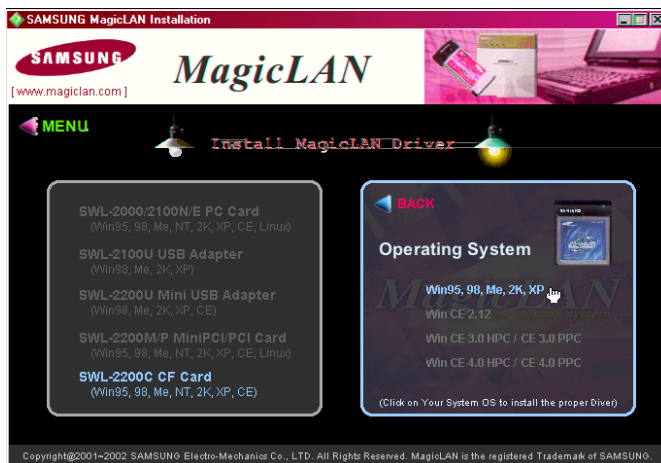 SAMSUNG MagicLAN Installation
SAMSUNG
MagicLAN
[www.magiclan.com]
MENU
Install MagicLAN Driver
SWL-2000/2100N/E PC Card
(Win95, 98, Me, NT, 2K, XP, CE, Linux)
SWL-2100U USB Adapter
(Win98, Me, 2K, XP)
SWL-2200U Mini USB Adapter
(Win98, Me, 2K, XP, CE)
SWL-2200M/P MiniPCI/PCI Card
(Win95, 98, Me, NT, 2K, XP, CE, Linux)
SWL-2200C CF Card
(Win95, 98, Me, NT, 2K, XP, CE)
BACK
SAMSUNG
Operating System
Win95, 98, Me, 2K, XP
MagicLAN
Win CE 2.12
Win CE 3.0 HPC / CE 3.0 PPC
Win CE 4.0 HPC / CE 4.0 PPC
(Click on Your System OS to install the proper Diver)
Copyright@2001~2002 SAMSUNG Electro-Mechanics Co., LTD. All Rights Reserved. MagicLAN is the registered Trademark of SAMSUNG.